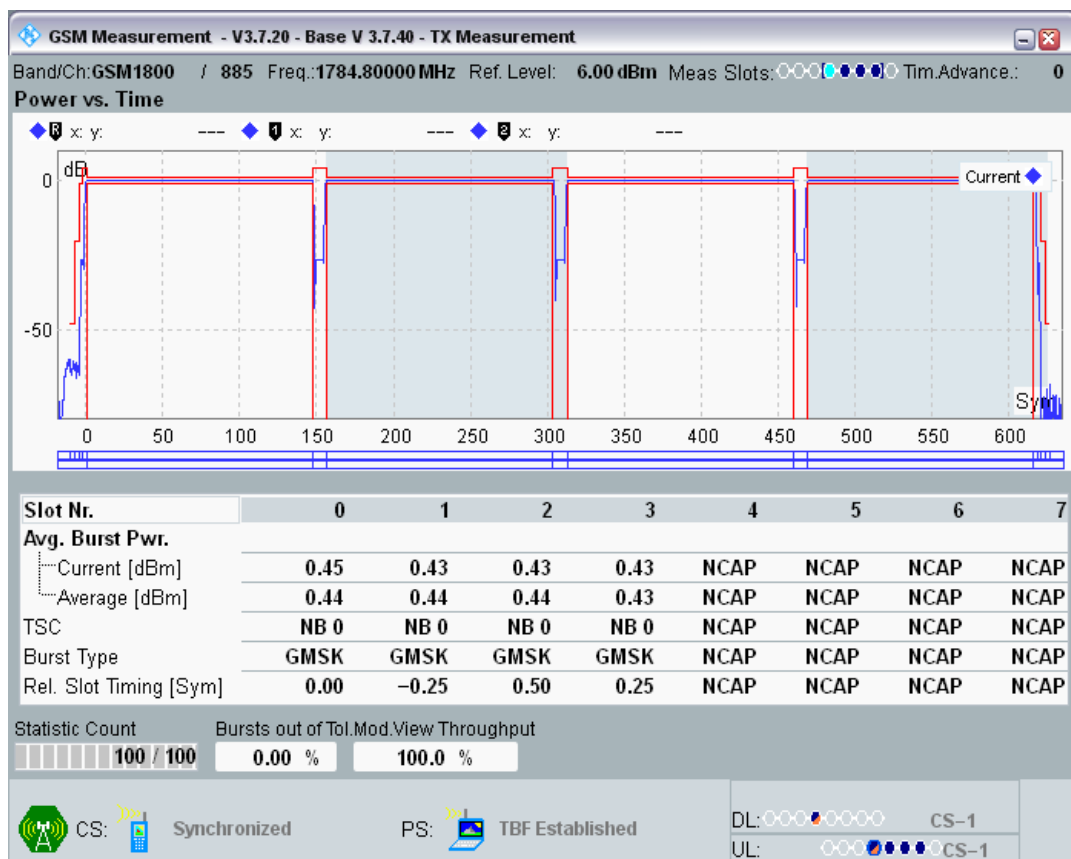 GSM Measurement - V3.7.20 - Base V 3.7.40 - TX Measurement
Band/Ch:GSM1800 / 885 Freq.:1784.80000 MHz Ref. Level: 6.00 dBm Meas Slots: Tim.Advance.: 0
Power vs. Time
R x: y: --- 1 x: y: --- 2 x: y: ---
dB
0
Current
-50
Sym
0 50 100 150 200 250 300 350 400 450 500 550 600
Slot Nr. 0 1 2 3 4 5 6 7
Avg. Burst Pwr.
Current [dBm] 0.45 0.43 0.43 0.43 NCAP NCAP NCAP NCAP
Average [dBm] 0.44 0.44 0.44 0.43 NCAP NCAP NCAP NCAP
TSC NB 0 NB 0 NB 0 NB 0 NCAP NCAP NCAP NCAP
Burst Type GMSK GMSK GMSK GMSK NCAP NCAP NCAP NCAP
Rel. Slot Timing [Sym] 0.00 −0.25 0.50 0.25 NCAP NCAP NCAP NCAP
Statistic Count Bursts out of Tol.Mod.View Throughput
100 / 100 0.00 % 100.0 %
CS: Synchronized PS: TBF Established DL: CS−1
UL: CS−1